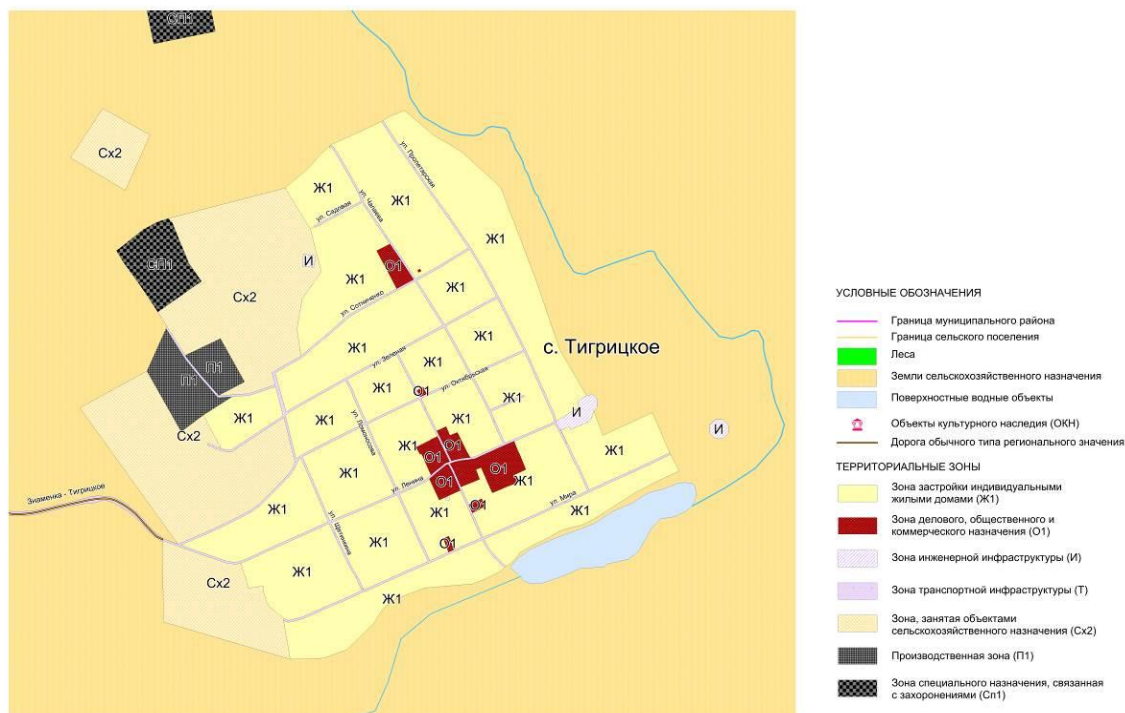 СП1
Сх2
ул. Пролетарская
Ж1
ул. Чапаева
Ж1
ул. Садовая
Ж1
И
СП1
О1
Ж1
Ж1
Сх2
ул. Сотниченко
Ж1
Ж1
с. Тигрицкое
Ж1
ул. Зеленая
П1
Ж1
П1
О1
ул. Октябрьская
Ж1
Ж1
Ж1
ул. Ломоносова
И
Ж1
Ж1
Сх2
Ж1
О1
И
О1
Ж1
О1
Ж1
ул. Ленина
О1
Ж1
Знаменка - Тигрицкое
ул. Мира
О1
Ж1
Ж1
Ж1
ул. Щетинкина
Ж1
О1
Ж1
Сх2
Ж1
УСЛОВНЫЕ ОБОЗНАЧЕНИЯ
Граница муниципального района
Граница сельского поселения
Леса
Земли сельскохозяйственного назначения
Поверхностные водные объекты
Объекты культурного наследия (ОКН)
Дорога обычного типа регионального значения
ТЕРРИТОРИАЛЬНЫЕ ЗОНЫ
Зона застройки индивидуальными
жилыми домами (Ж1)
Зона делового, общественного и
коммерческого назначения (О1)
Зона инженерной инфраструктуры (И)
Зона транспортной инфраструктуры (Т)
Зона, занятая объектами
сельскохозяйственного назначения (Сх2)
Производственная зона (П1)
Зона специального назначения, связанная
с захоронениями (Сп1)